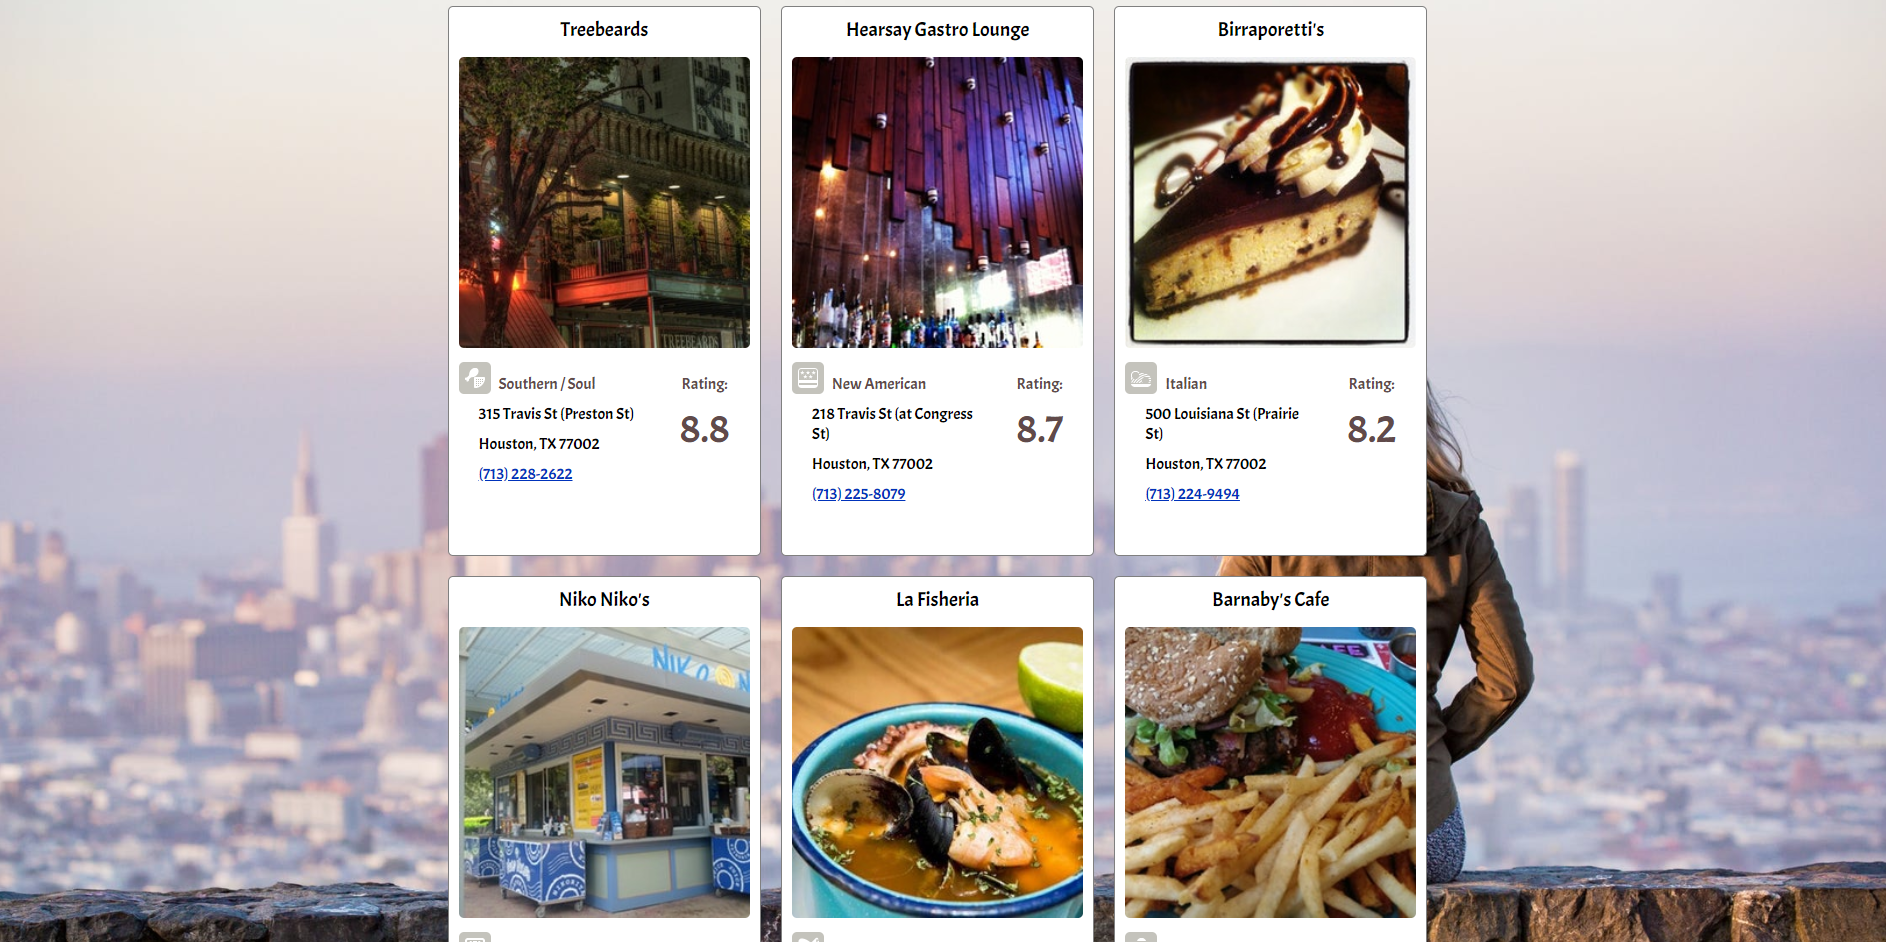 Treebeards
TREEBEARDS
Southern / Soul
Rating:
315 Travis St (Preston St)
8.8
Houston, TX 77002
(713) 228-2622
Hearsay Gastro Lounge
New American
Rating:
218 Travis St (at Congress
St)
8.7
Houston, TX 77002
(713) 225-8079
Birraporetti's
Italian
Rating:
500 Louisiana St (Prairie
St)
8.2
Houston, TX 77002
(713) 224-9494
Niko Niko's
NIKO N
La Fisheria
Barnaby's Cafe